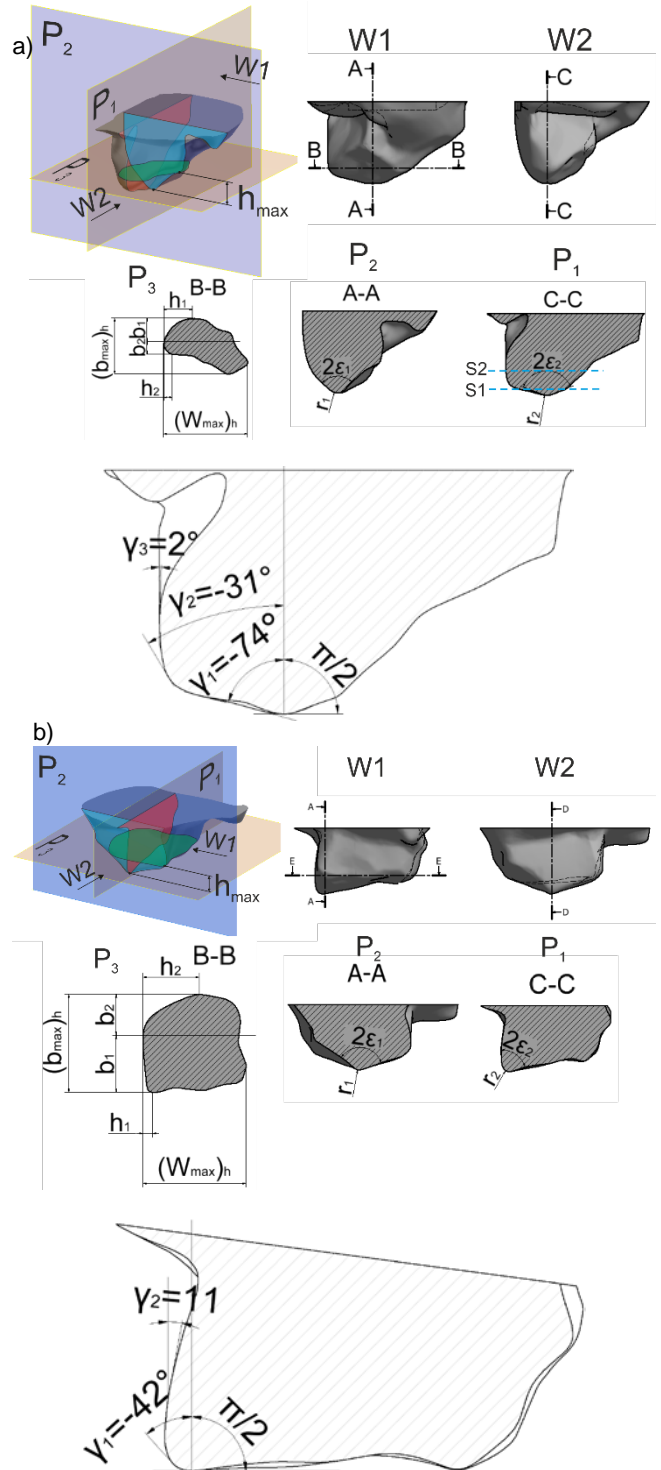 a)
P₂
W1
P₁
P₃
W2
hmax
W1
W2
A
A
B
B
C
C
P₃
B-B
h₁
(bmax)h
b₂ b₁
h₂
(Wmax)h
P₂
A-A
2ε₁
r₁
P₁
C-C
S2
S1
2ε₂
r₂
γ₃=2°
γ₂=-31°
γ₁=-74°
π/2
b)
P₂
P₁
P₃
W1
W2
hmax
W1
W2
A
A
E
E
D
D
P₃
B-B
h₂
(bmax)h
b₂
b₁
h₁
(Wmax)h
P₂
A-A
2ε₁
r₁
P₁
C-C
2ε₂
r₂
γ₂=11
γ₁=-42°
π/2